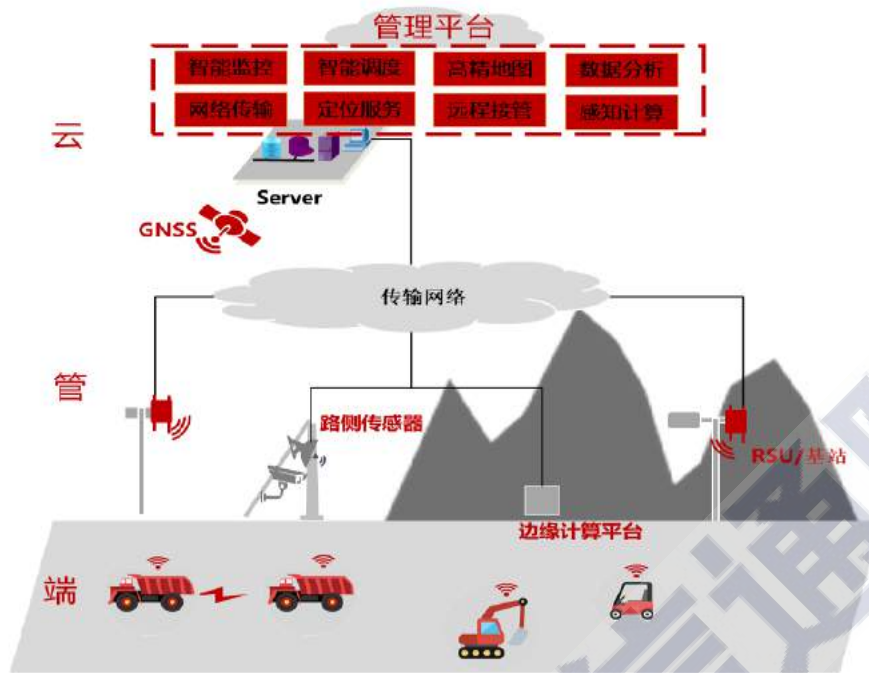 管理平台
智能监控 智能调度 高精地图 数据分析
网络传输 定位服务 远程接管 感知计算
云
Server
GNSS
传输网络
管
路侧传感器
RSU/基站
边缘计算平台
端
信通院